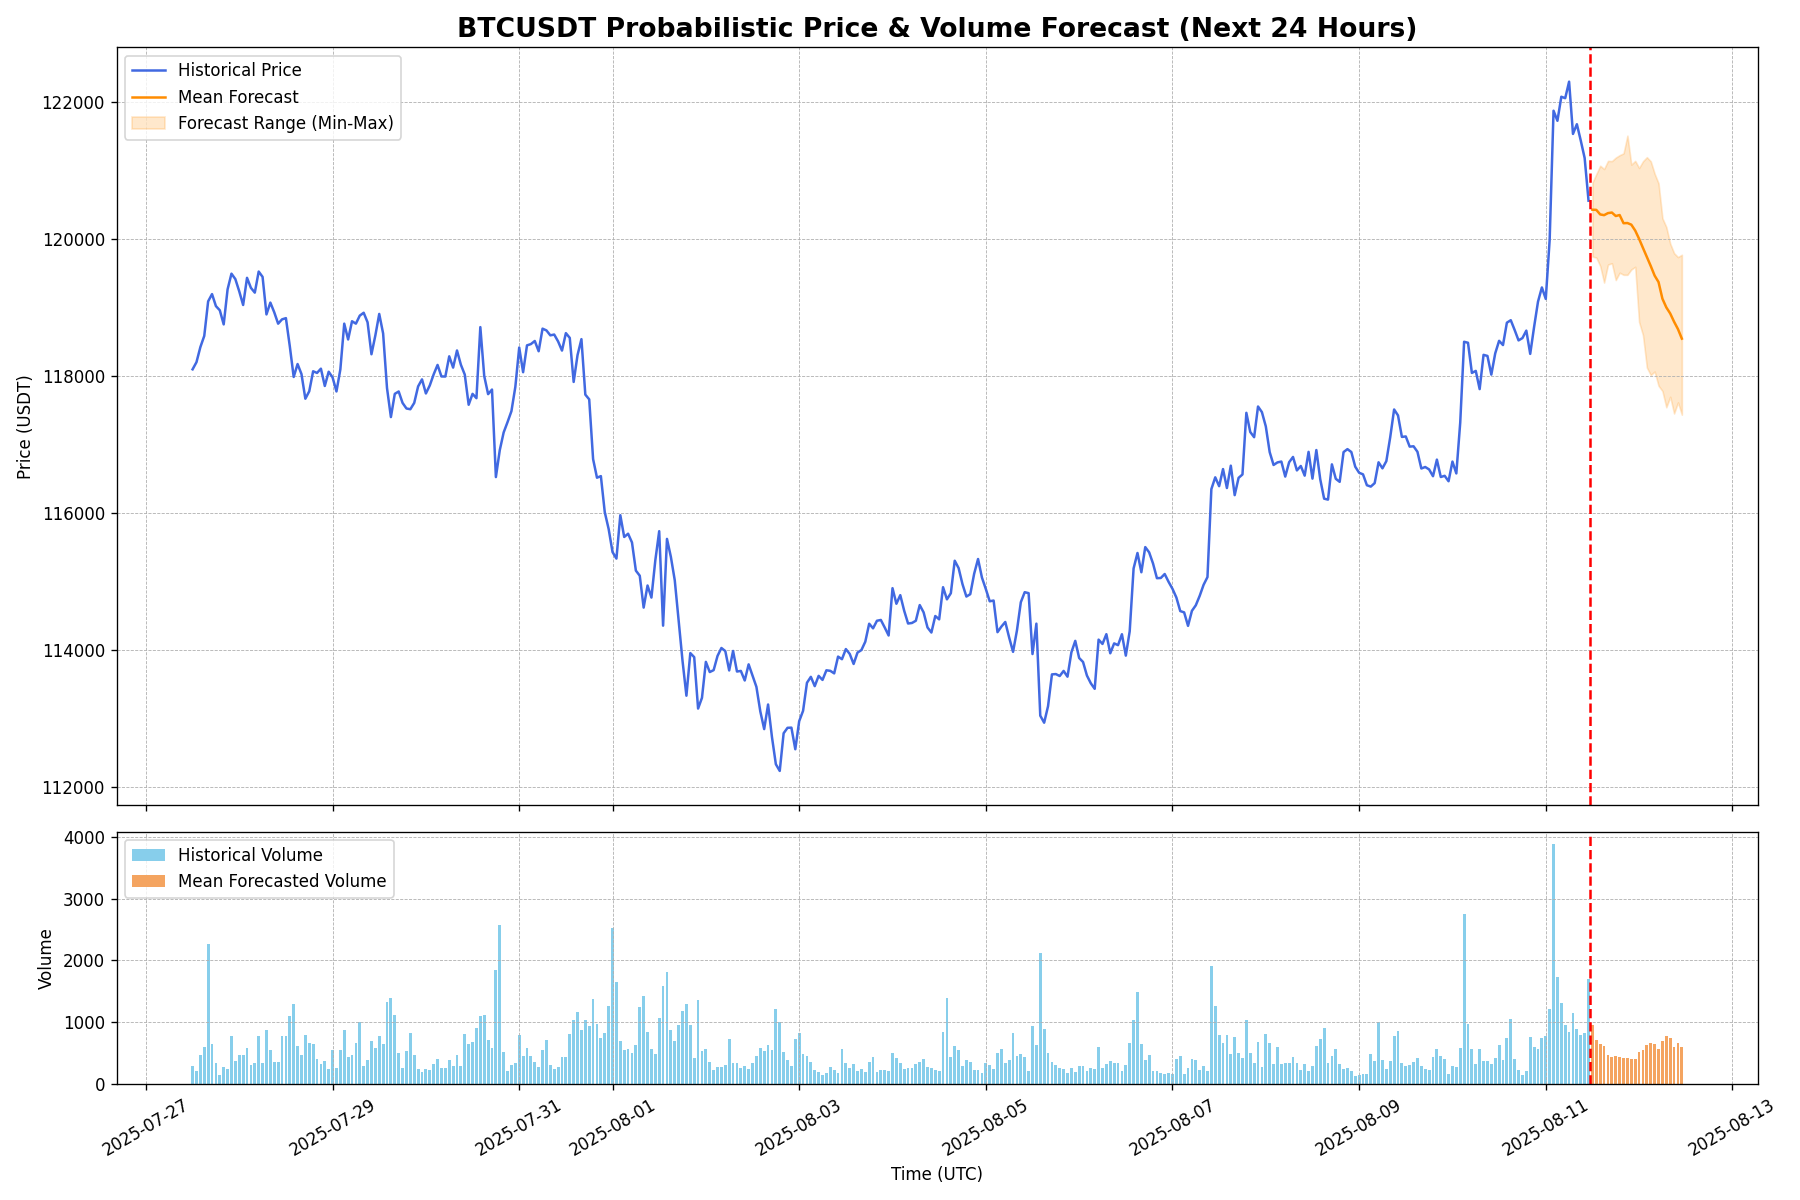 BTCUSDT Probabilistic Price & Volume Forecast (Next 24 Hours)
Historical Price
Mean Forecast
Forecast Range (Min-Max)
Price (USDT)
122000
120000
118000
116000
114000
112000
Historical Volume
Mean Forecasted Volume
Volume
4000
3000
2000
1000
0
2025-07-27
2025-07-29
2025-07-31
2025-08-01
2025-08-03
2025-08-05
2025-08-07
2025-08-09
2025-08-11
2025-08-13
Time (UTC)